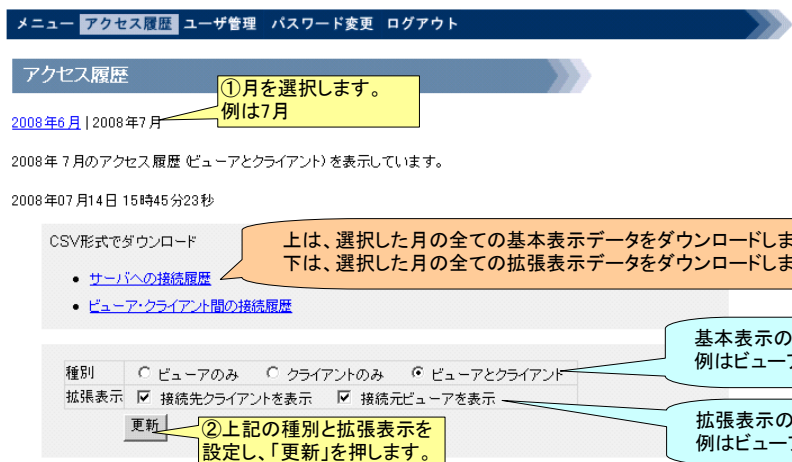 メニュー アクセス履歴 ユーザ管理 パスワード変更 ログアウト
アクセス履歴
①月を選択します。
例は7月
2008年6月 | 2008年7月
2008年7月のアクセス履歴(ビューアとクライアント)を表示しています。
2008年07月14日 15時45分23秒
CSV形式でダウンロード
上は、選択した月の全ての基本表示データをダウンロードしま
下は、選択した月の全ての拡張表示データをダウンロードしま
• サーバへの接続履歴
• ビューア・クライアント間の接続履歴
基本表示の
例はビューア
種別 ビューアのみ クライアントのみ ビューアとクライアント
拡張表示 接続先クライアントを表示 接続元ビューアを表示
拡張表示の
例はビューア
更新
②上記の種別と拡張表示を
設定し、「更新」を押します。